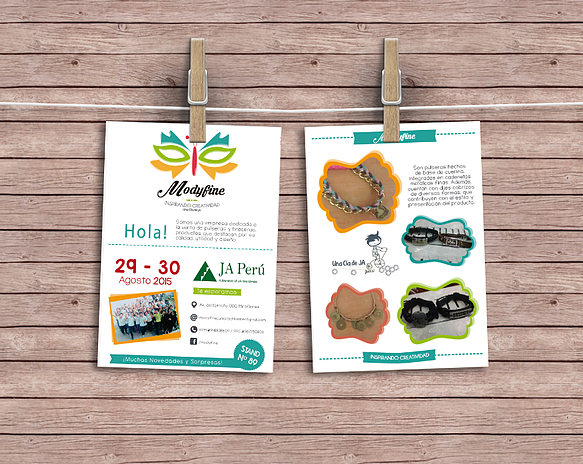 Modyfine
INSPIRANDO CREATIVIDAD
Hola!
Somos una empresa dedicada a
la venta de pulseras y
productos que destacan por su
calidad, utilidad y diseño
29 - 30
Agosto 2015
JA Perú
Te esperamos
Modyfine
STAND
Nº 80
¡Muchas Novedades y Sorpresas!
Modyfine
Son pulseras hechos
de base de cuerina,
integradas en cadenetas
metálicas finas. Además,
cuentan con dijes cobrizos
de diversas formas, que
contribuyen con el estilo y
presentación del producto.
Una Cía de JA
INSPIRANDO CREATIVIDAD